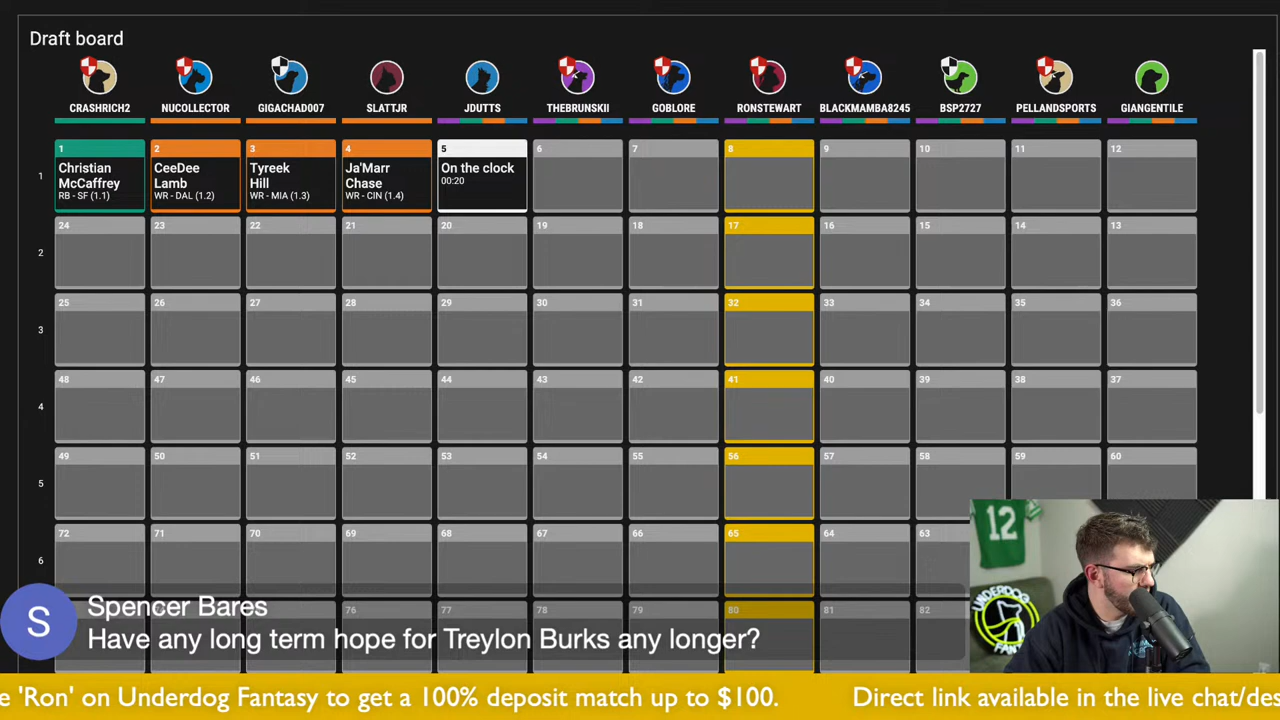 Draft board
CRASHRICH2 NUCOLLECTOR GIGACHAD007 SLATTJR JDUTTS THEBRUNSKII GOBLORE RONSTEWART BLACKMAMBA8245 BSP2727 PELLANDSPORTS GIANGENTILE
1 2 3 4 5 6 7 8 9 10 11 12
1
Christian CeeDee Tyreek Ja'Marr On the clock
McCaffrey Lamb Hill Chase 00:20
RB - SF (1.1) WR - DAL (1.2) WR - MIA (1.3) WR - CIN (1.4)
24 23 22 21 20 19 18 17 16 15 14 13
2
25 26 27 28 29 30 31 32 33 34 35 36
3
48 47 46 45 44 43 42 41 40 39 38 37
4
49 50 51 52 53 54 55 56 57 58 59 60
5
72 71 70 69 68 67 66 65 64 63
6
76 77 78 79 80 81 82
12
UNDERDOG
S
Spencer Bares
Have any long term hope for Treylon Burks any longer?
e 'Ron' on Underdog Fantasy to get a 100% deposit match up to $100. Direct link available in the live chat/des